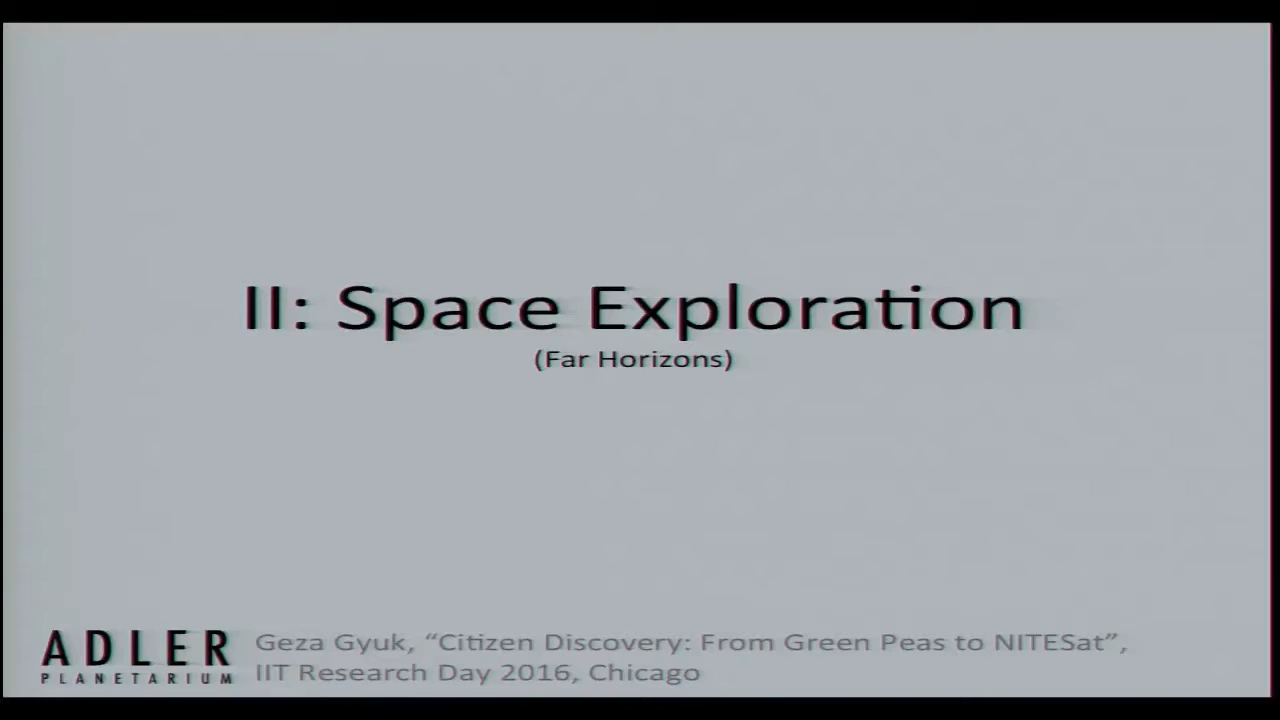 II: Space Exploration
(Far Horizons)
ADLER
PLANETARIUM
Geza Gyuk, “Citizen Discovery: From Green Peas to NITESat”,
IIT Research Day 2016, Chicago